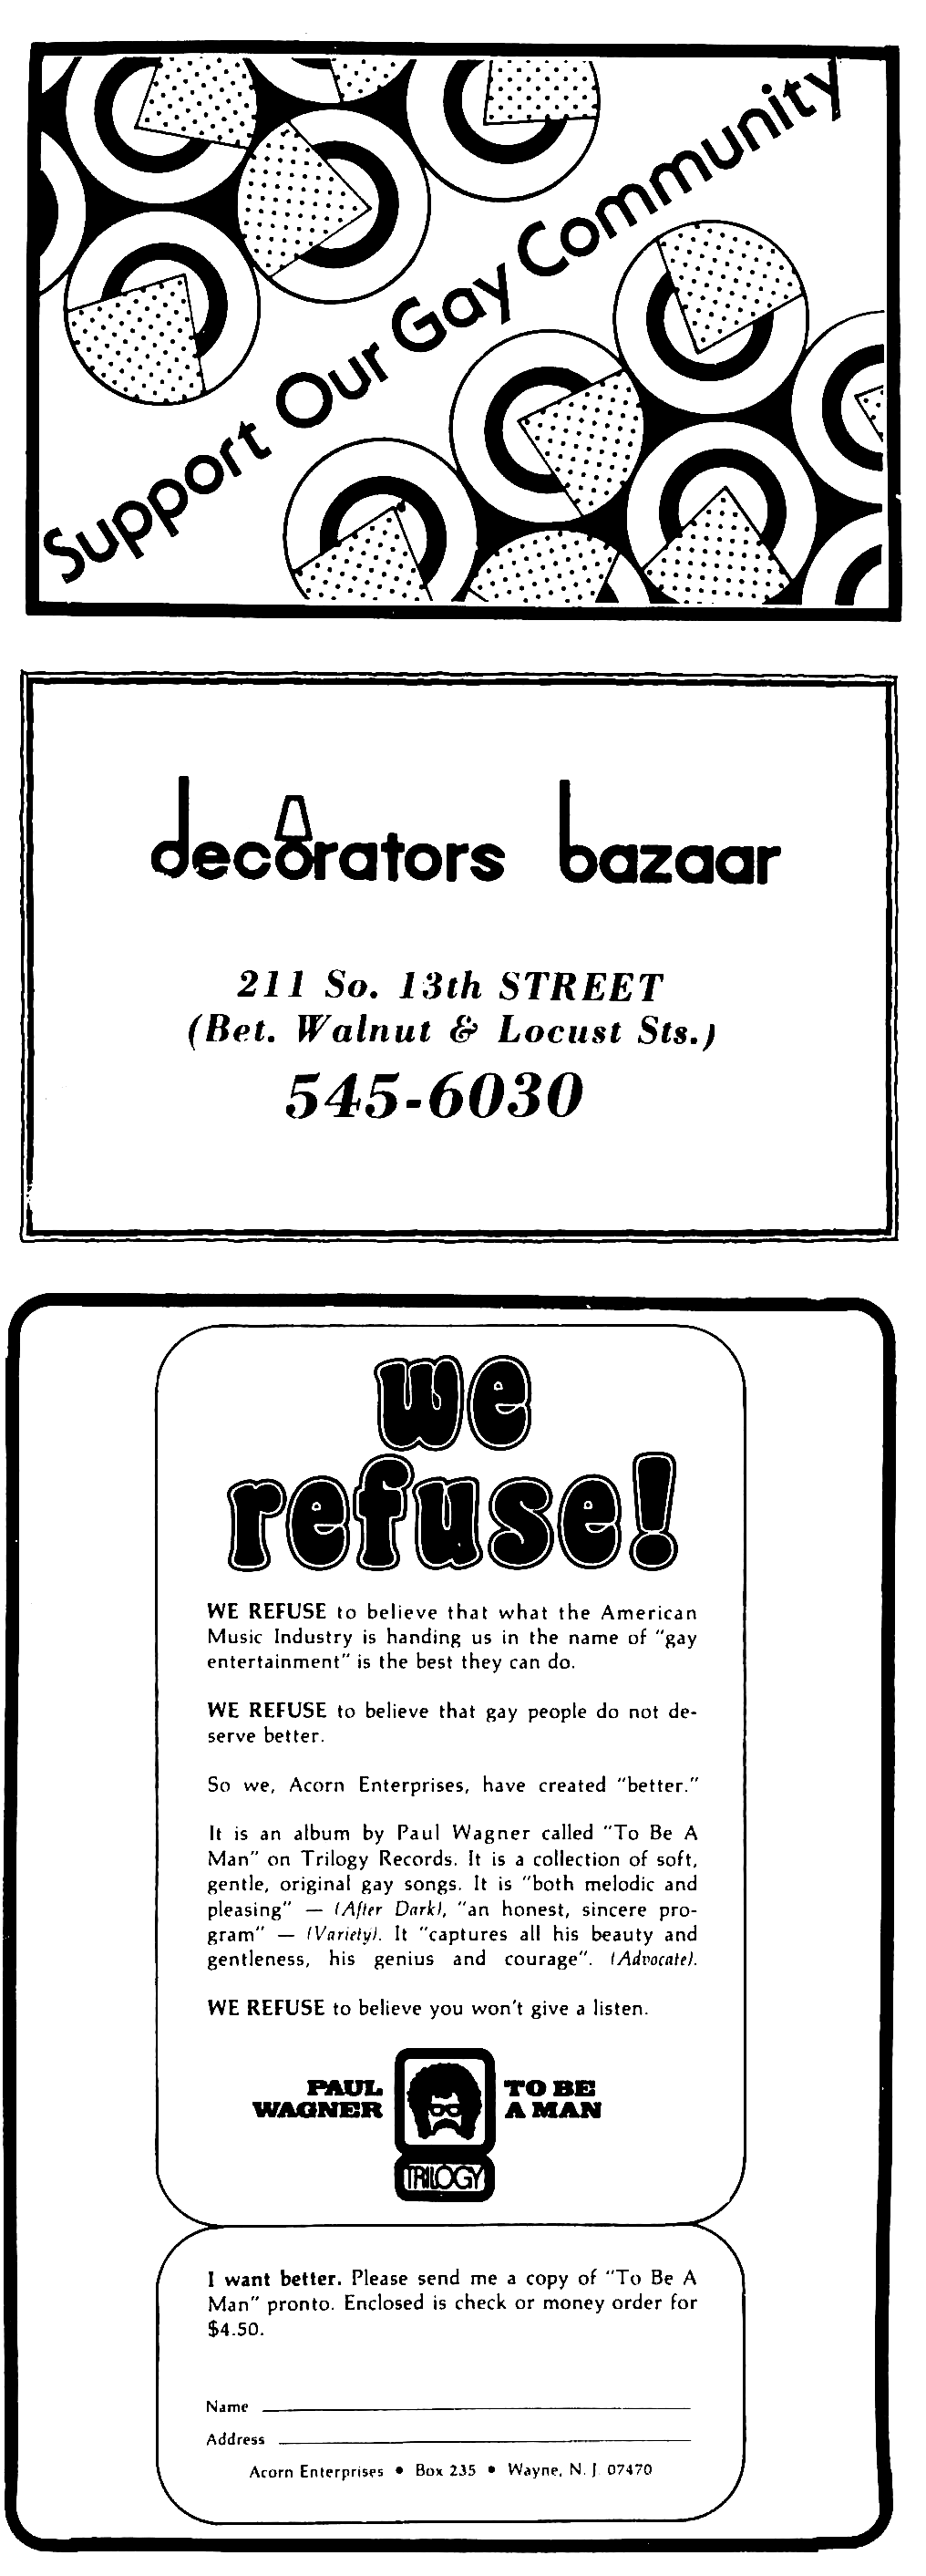 Support Our Gay Community
decorators bazaar
211 So. 13th STREET
(Bet. Walnut & Locust Sts.)
545-6030
we
refuse!
WE REFUSE to believe that what the American
Music Industry is handing us in the name of "gay
entertainment" is the best they can do.
WE REFUSE to believe that gay people do not de-
serve better.
So we, Acorn Enterprises, have created "better."
It is an album by Paul Wagner called "To Be A
Man" on Trilogy Records. It is a collection of soft,
gentle, original gay songs. It is "both melodic and
pleasing" — (After Dark), "an honest, sincere pro-
gram" — (Variety). It "captures all his beauty and
gentleness, his genius and courage". (Advocate).
WE REFUSE to believe you won't give a listen.
PAUL WAGNER
TO BE A MAN
TRILOGY
I want better. Please send me a copy of "To Be A
Man" pronto. Enclosed is check or money order for
$4.50.
Name
Address
Acorn Enterprises • Box 235 • Wayne, N. J. 07470